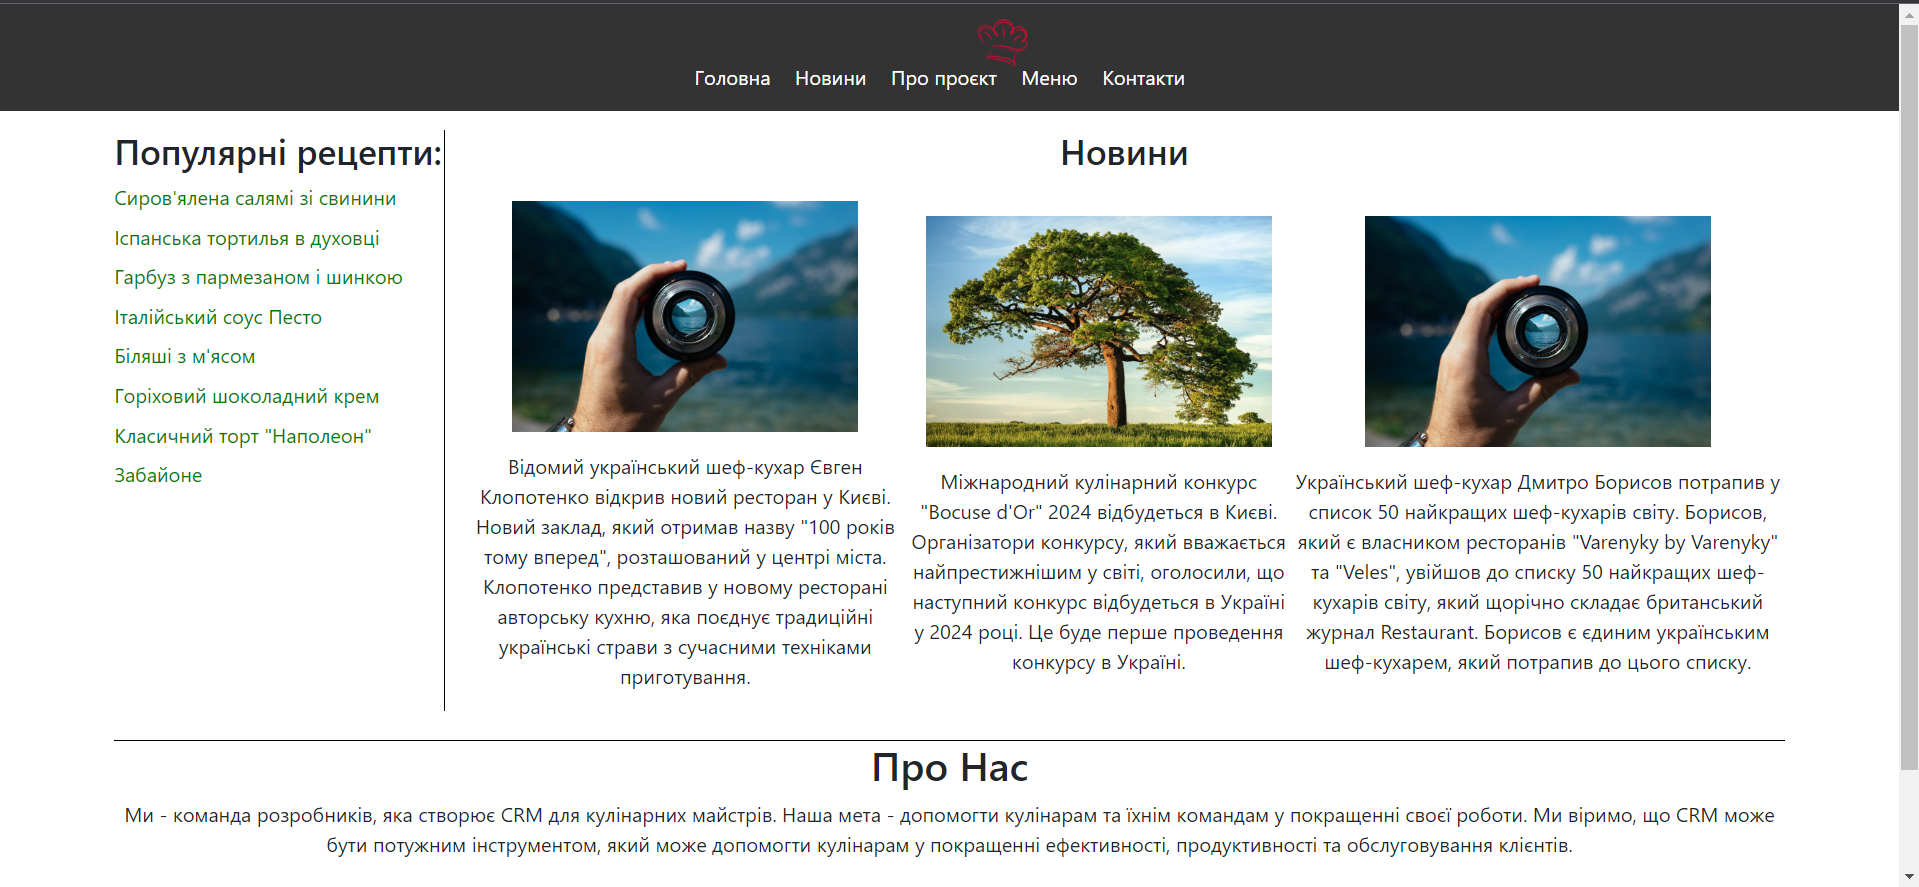 Головна Новини Про проєкт Меню Контакти
Популярні рецепти:
Сиров'ялена салямі зі свинини
Іспанська тортилья в духовці
Гарбуз з пармезаном і шинкою
Італійський соус Песто
Біляші з м'ясом
Горіховий шоколадний крем
Класичний торт "Наполеон"
Забайоне
Новини
Відомий український шеф-кухар Євген
Клопотенко відкрив новий ресторан у Києві.
Новий заклад, який отримав назву "100 років
тому вперед", розташований у центрі міста.
Клопотенко представив у новому ресторані
авторську кухню, яка поєднує традиційні
українські страви з сучасними техніками
приготування.
Міжнародний кулінарний конкурс
"Bocuse d'Or" 2024 відбудеться в Києві.
Організатори конкурсу, який вважається
найпрестижнішим у світі, оголосили, що
наступний конкурс відбудеться в Україні
у 2024 році. Це буде перше проведення
конкурсу в Україні.
Український шеф-кухар Дмитро Борисов потрапив у
список 50 найкращих шеф-кухарів світу. Борисов,
який є власником ресторанів "Varenyky by Varenyky"
та "Veles", увійшов до списку 50 найкращих шеф-
кухарів світу, який щорічно складає британський
журнал Restaurant. Борисов є єдиним українським
шеф-кухарем, який потрапив до цього списку.
Про Нас
Ми - команда розробників, яка створює CRM для кулінарних майстрів. Наша мета - допомогти кулінарам та їхнім командам у покращенні своєї роботи. Ми віримо, що CRM може
бути потужним інструментом, який може допомогти кулінарам у покращенні ефективності, продуктивності та обслуговування клієнтів.